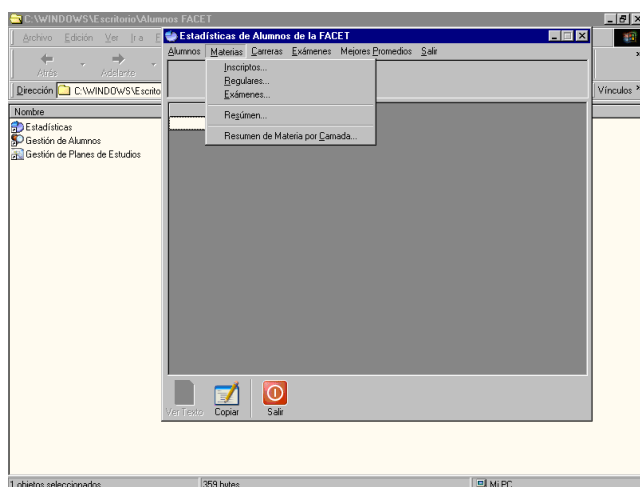 C:\WINDOWS\Escritorio\Alumnos FACET
Archivo Edición Ver Ir a
Atrás Adelante
Dirección C:\WINDOWS\Escrito
Vínculos »
Nombre
Estadísticas
Gestión de Alumnos
Gestión de Planes de Estudios
Estadísticas de Alumnos de la FACET
Alumnos Materias Carreras Exámenes Mejores Promedios Salir
Inscriptos...
Regulares...
Exámenes...
Resúmen...
Resumen de Materia por Camada...
Ver Texto Copiar Salir
1 objetos seleccionados 359 bytes Mi PC